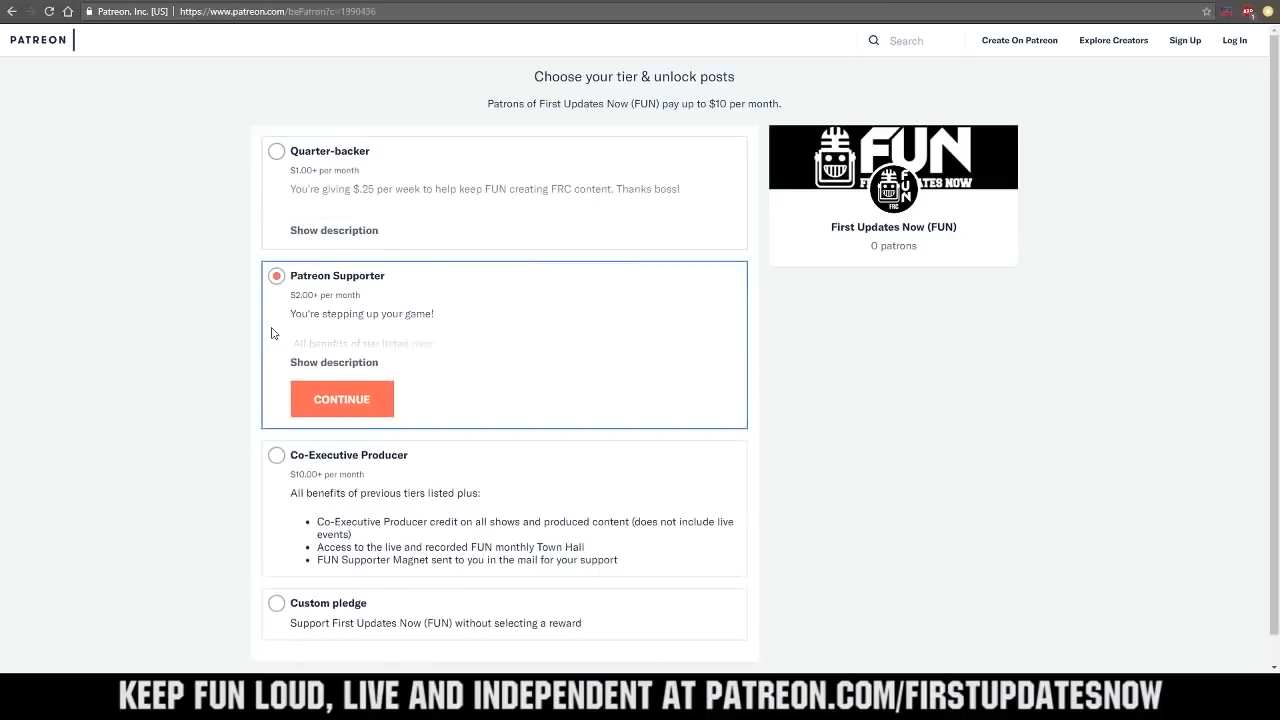 Patreon, Inc. [US] | https://www.patreon.com/bePatron?c=1990436
PATREON
Search
Create On Patreon
Explore Creators
Sign Up
Log In
Choose your tier & unlock posts
Patrons of First Updates Now (FUN) pay up to $10 per month.
Quarter-backer
$1.00+ per month
You're giving $.25 per week to help keep FUN creating FRC content. Thanks boss!
Show description
Patreon Supporter
$2.00+ per month
You're stepping up your game!
All benefits of tier listed
Show description
CONTINUE
Co-Executive Producer
$10.00+ per month
All benefits of previous tiers listed plus:
• Co-Executive Producer credit on all shows and produced content (does not include live
events)
• Access to the live and recorded FUN monthly Town Hall
• FUN Supporter Magnet sent to you in the mail for your support
Custom pledge
Support First Updates Now (FUN) without selecting a reward
FUN
FUN
FRC
First Updates Now (FUN)
0 patrons
KEEP FUN LOUD, LIVE AND INDEPENDENT AT PATREON.COM/FIRSTUPDATESNOW